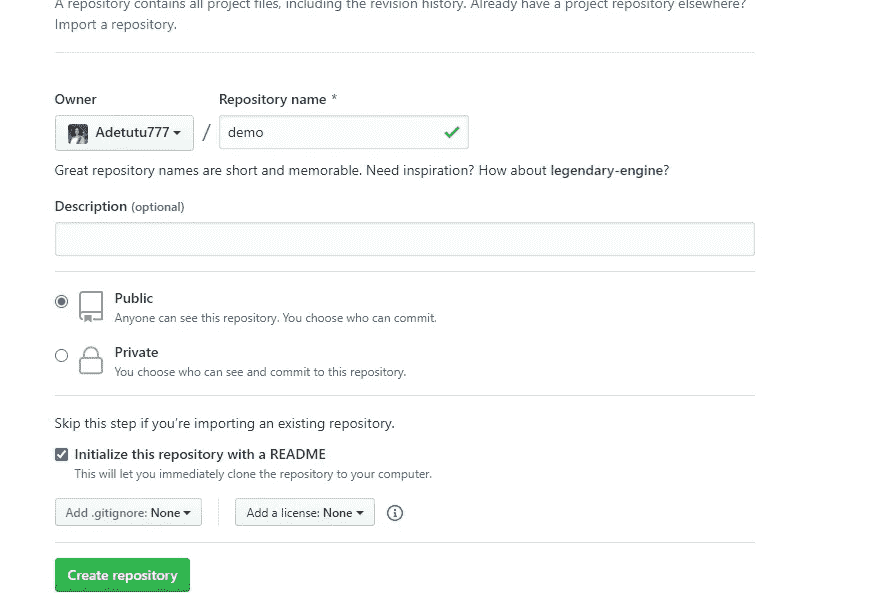 A repository contains all project files, including the revision history. Already have a project repository elsewhere?
Import a repository.
Owner
Repository name *
Adetutu777
/
demo
Great repository names are short and memorable. Need inspiration? How about legendary-engine?
Description (optional)
Public
Anyone can see this repository. You choose who can commit.
Private
You choose who can see and commit to this repository.
Skip this step if you’re importing an existing repository.
Initialize this repository with a README
This will let you immediately clone the repository to your computer.
Add .gitignore: None
Add a license: None
Create repository